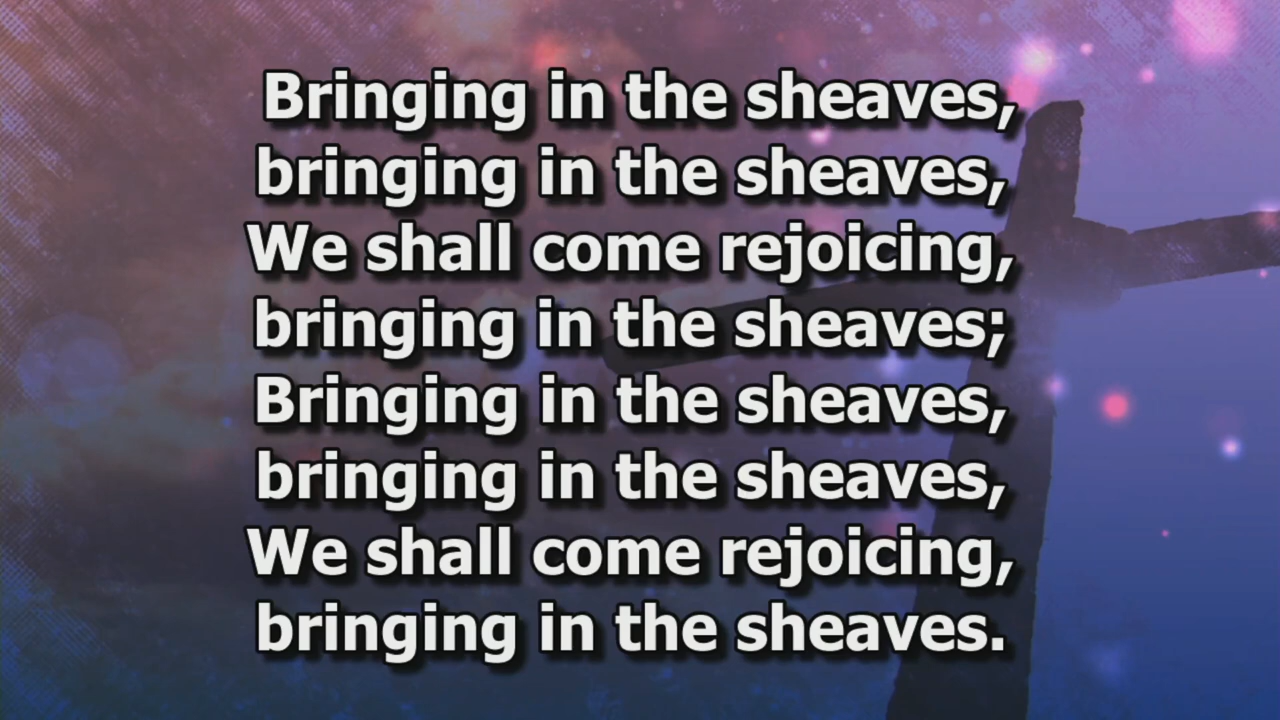 Bringing in the sheaves,
bringing in the sheaves,
We shall come rejoicing,
bringing in the sheaves;
Bringing in the sheaves,
bringing in the sheaves,
We shall come rejoicing,
bringing in the sheaves.